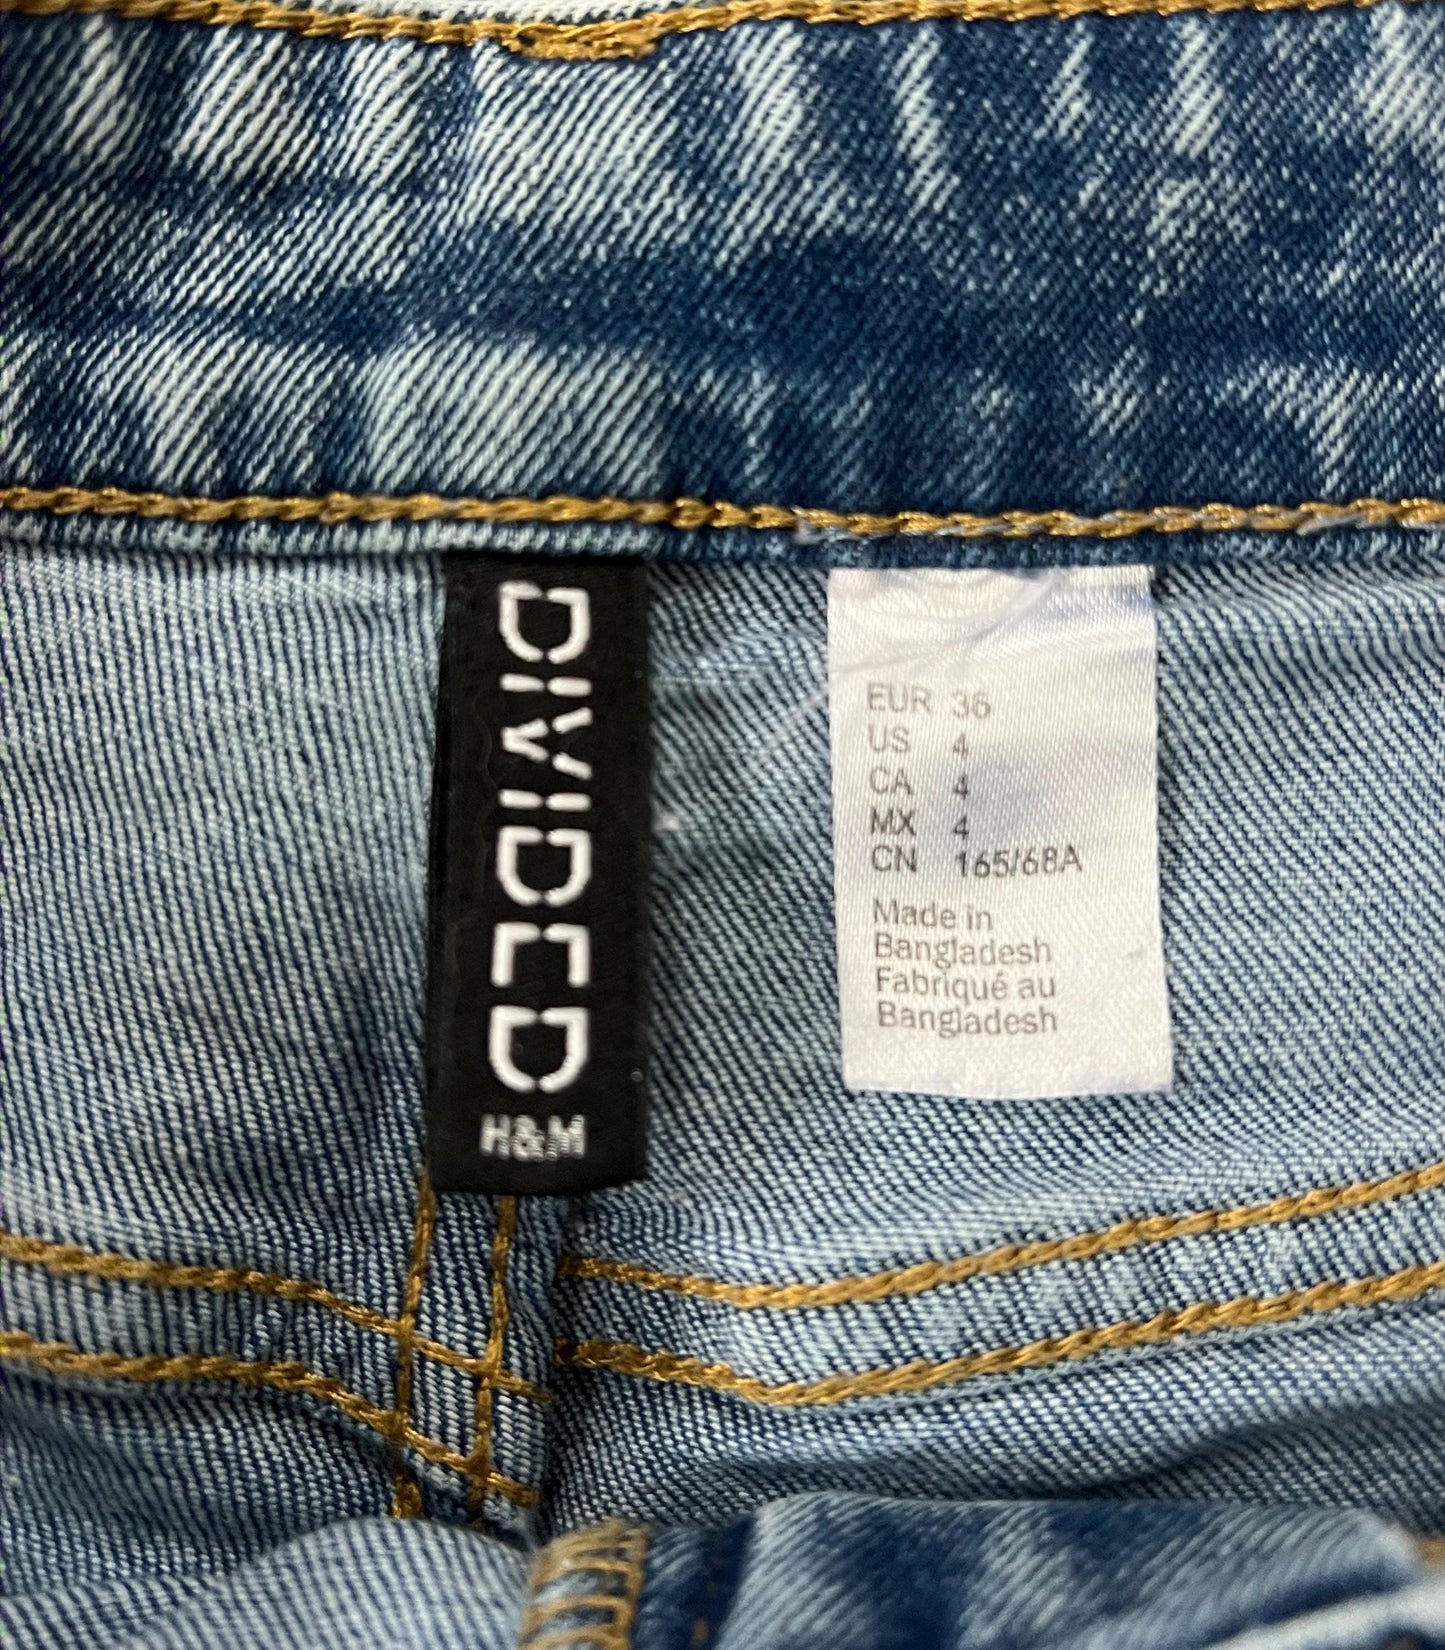 DIVIDED
H&M
EUR 36
US 4
CA 4
MX 4
CN 165/68A
Made in
Bangladesh
Fabriqué au
Bangladesh